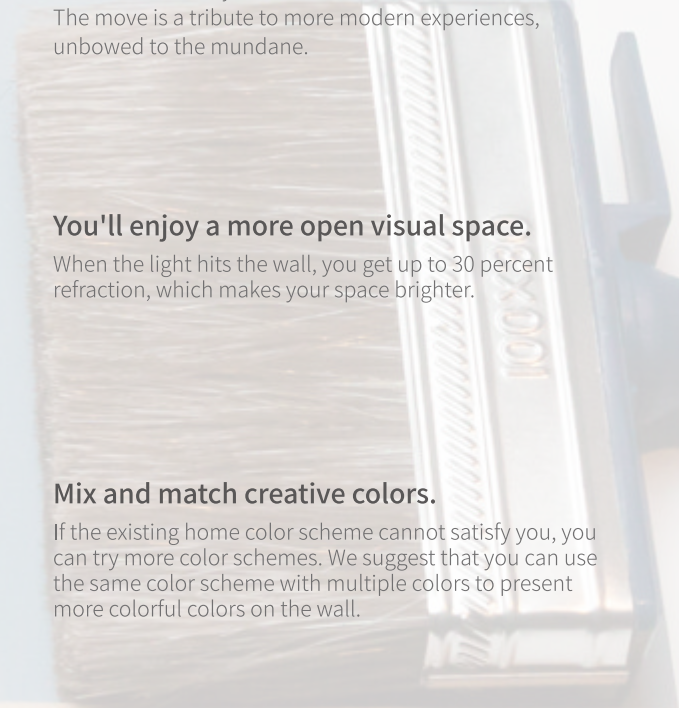 The move is a tribute to more modern experiences,
unbowed to the mundane.
You'll enjoy a more open visual space.
When the light hits the wall, you get up to 30 percent
refraction, which makes your space brighter.
Mix and match creative colors.
If the existing home color scheme cannot satisfy you, you
can try more color schemes. We suggest that you can use
the same color scheme with multiple colors to present
more colorful colors on the wall.